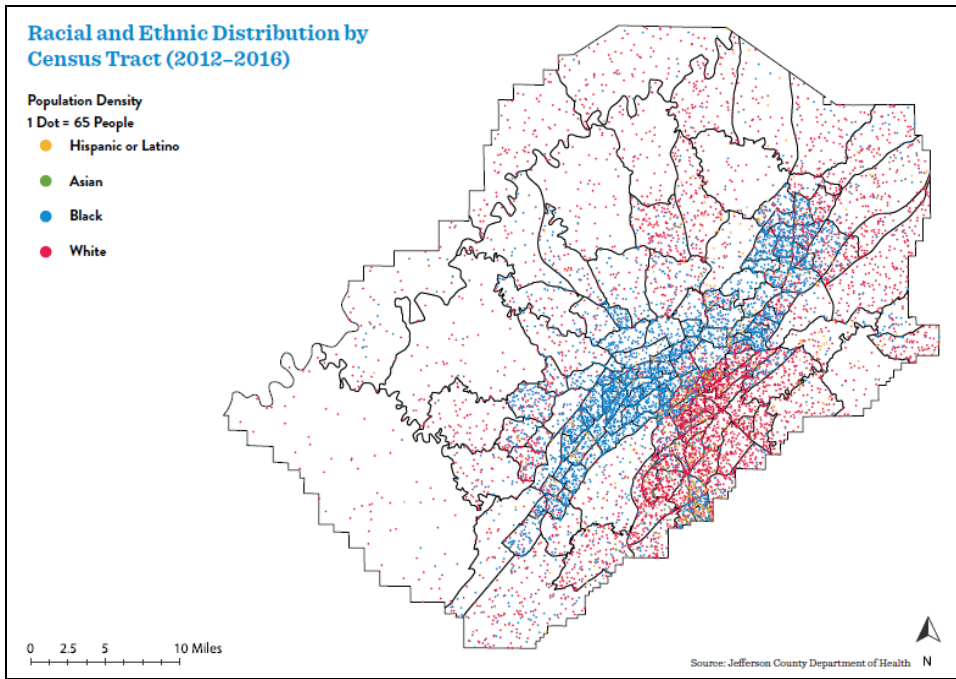 Racial and Ethnic Distribution by
Census Tract (2012–2016)
Population Density
1 Dot = 65 People
Hispanic or Latino
Asian
Black
White
0 2.5 5 10 Miles
Source: Jefferson County Department of Health
N